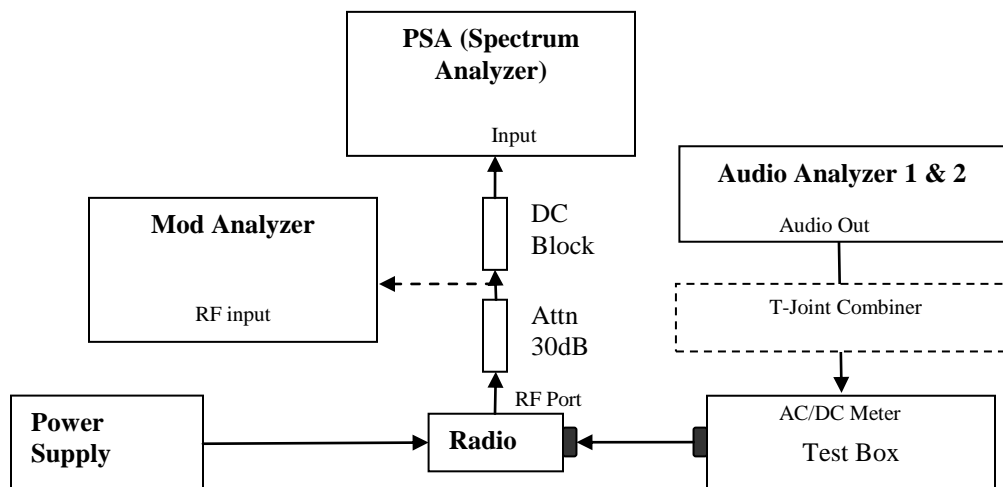 PSA (Spectrum
Analyzer)
Input
Audio Analyzer 1 & 2
Audio Out
Mod Analyzer
RF input
DC
Block
T-Joint Combiner
Attn
30dB
RF Port
Power
Supply
Radio
AC/DC Meter
Test Box